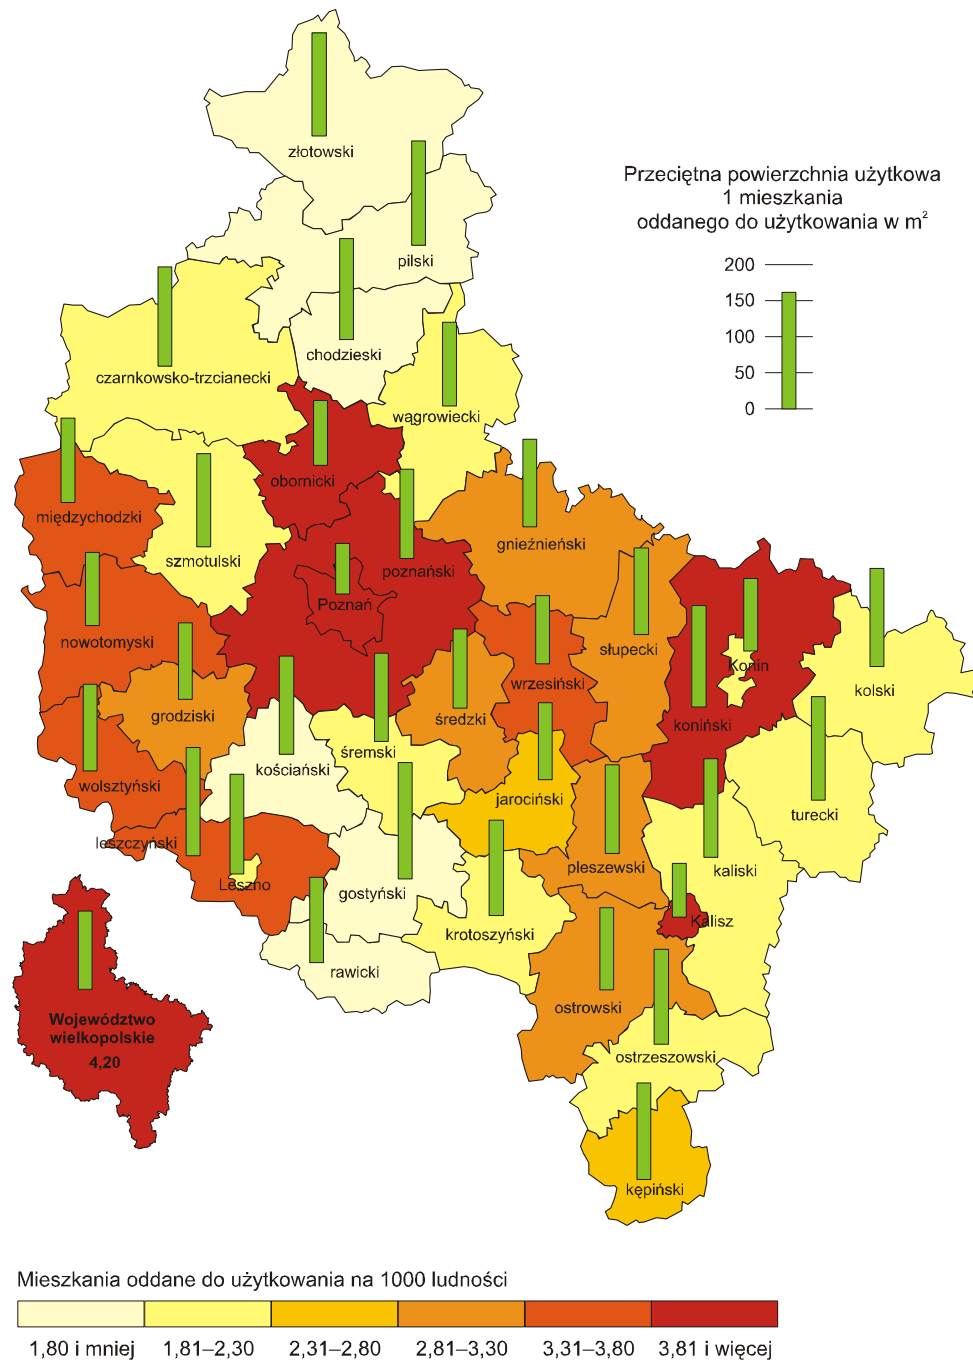 złotowski
Przeciętna powierzchnia użytkowa
1 mieszkania
oddanego do użytkowania w m²
pilski
200
150
100
50
0
chodzieski
czarnkowsko-trzcianecki
wągrowiecki
obornicki
międzychodzki
gnieźnieński
szmotulski
poznański
Poznań
nowotomyski
słupecki
Konin
wrzesiński
kolski
grodziski
średzki
koniński
śremski
kościański
wolsztyński
jarociński
turecki
leszczyński
pleszewski
kaliski
Leszno
gostyński
Kalisz
krotoszyński
rawicki
ostrowski
Województwo
wielkopolskie
4,20
ostrzeszowski
kępiński
Mieszkania oddane do użytkowania na 1000 ludności
1,80 i mniej 1,81–2,30 2,31–2,80 2,81–3,30 3,31–3,80 3,81 i więcej